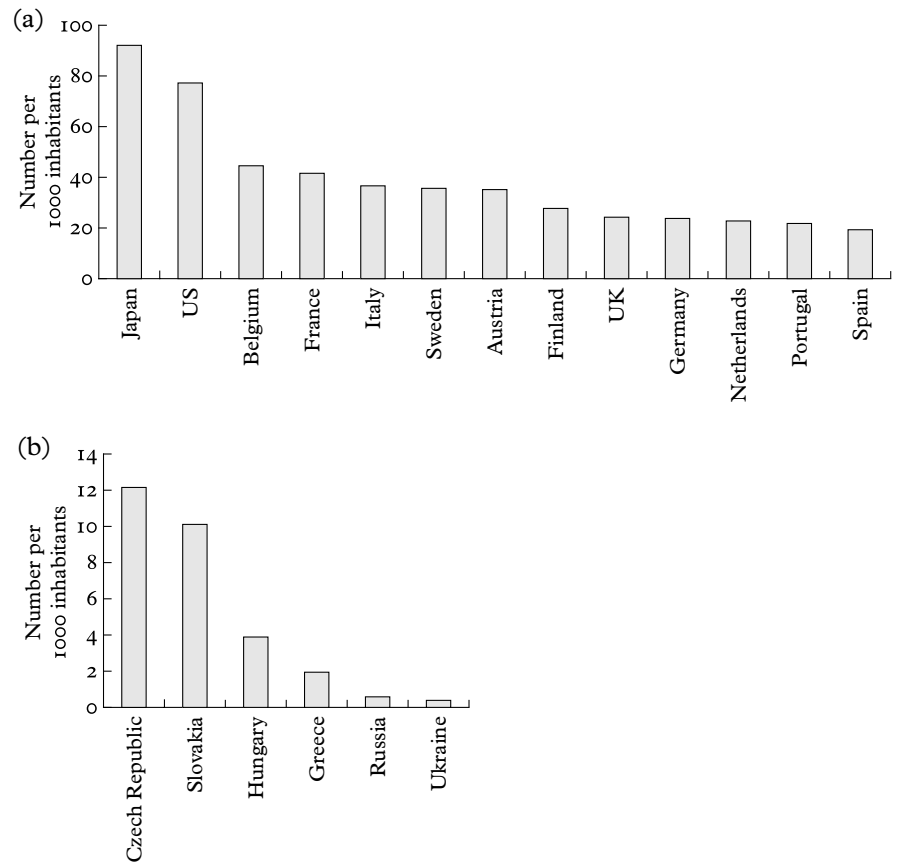 (a)
100
80
60
40
20
0
Number per
1000 inhabitants
Japan
US
Belgium
France
Italy
Sweden
Austria
Finland
UK
Germany
Netherlands
Portugal
Spain
(b)
14
12
10
8
6
4
2
0
Number per
1000 inhabitants
Czech Republic
Slovakia
Hungary
Greece
Russia
Ukraine